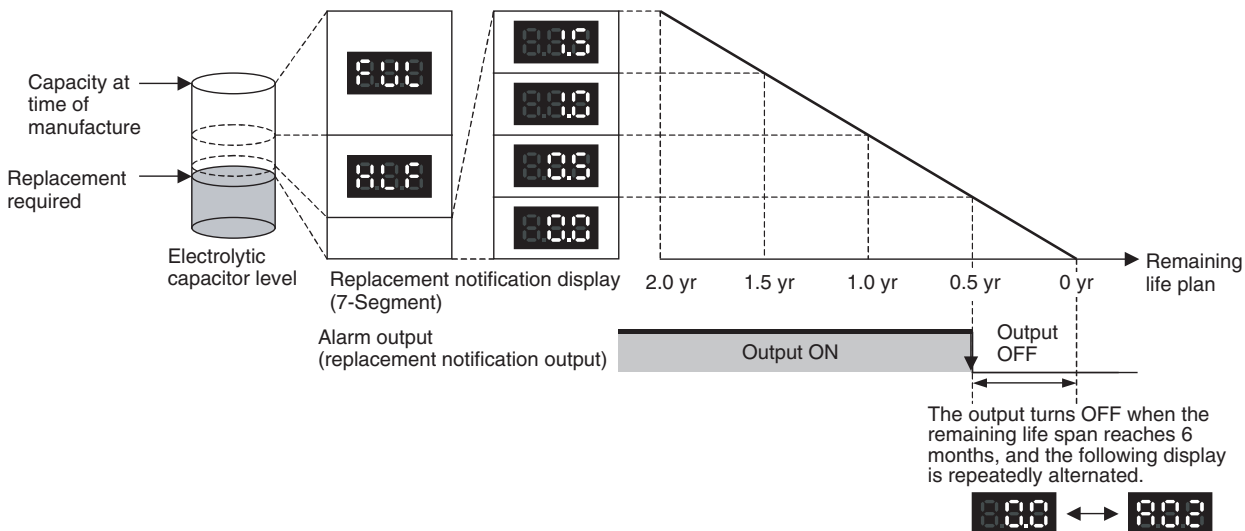 Capacity at
time of
manufacture
Replacement
required
Electrolytic
capacitor level
FUL
HLF
1.5
1.0
0.5
0.0
Replacement notification display
(7-Segment)
2.0 yr
1.5 yr
1.0 yr
0.5 yr
0 yr
Remaining
life plan
Alarm output
(replacement notification output)
Output ON
Output
OFF
The output turns OFF when the
remaining life span reaches 6
months, and the following display
is repeatedly alternated.
0.0
A02